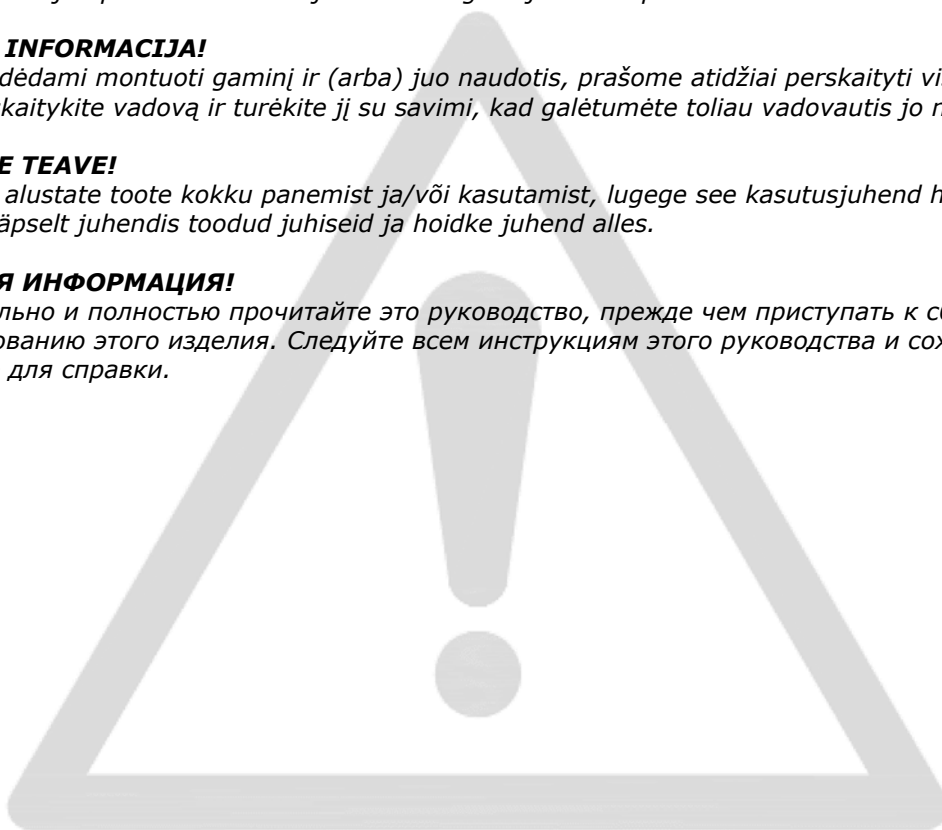 INFORMACIJA!
dėdami montuoti gaminį ir (arba) juo naudotis, prašome atidžiai perskaityti vis
kaitykite vadovą ir turėkite jį su savimi, kad galėtumėte toliau vadovautis jo n
E TEAVE!
alustate toote kokku panemist ja/või kasutamist, lugege see kasutusjuhend h
äpselt juhendis toodud juhiseid ja hoidke juhend alles.
Я ИНФОРМАЦИЯ!
льно и полностью прочитайте это руководство, прежде чем приступать к сб
ованию этого изделия. Следуйте всем инструкциям этого руководства и сох
для справки.